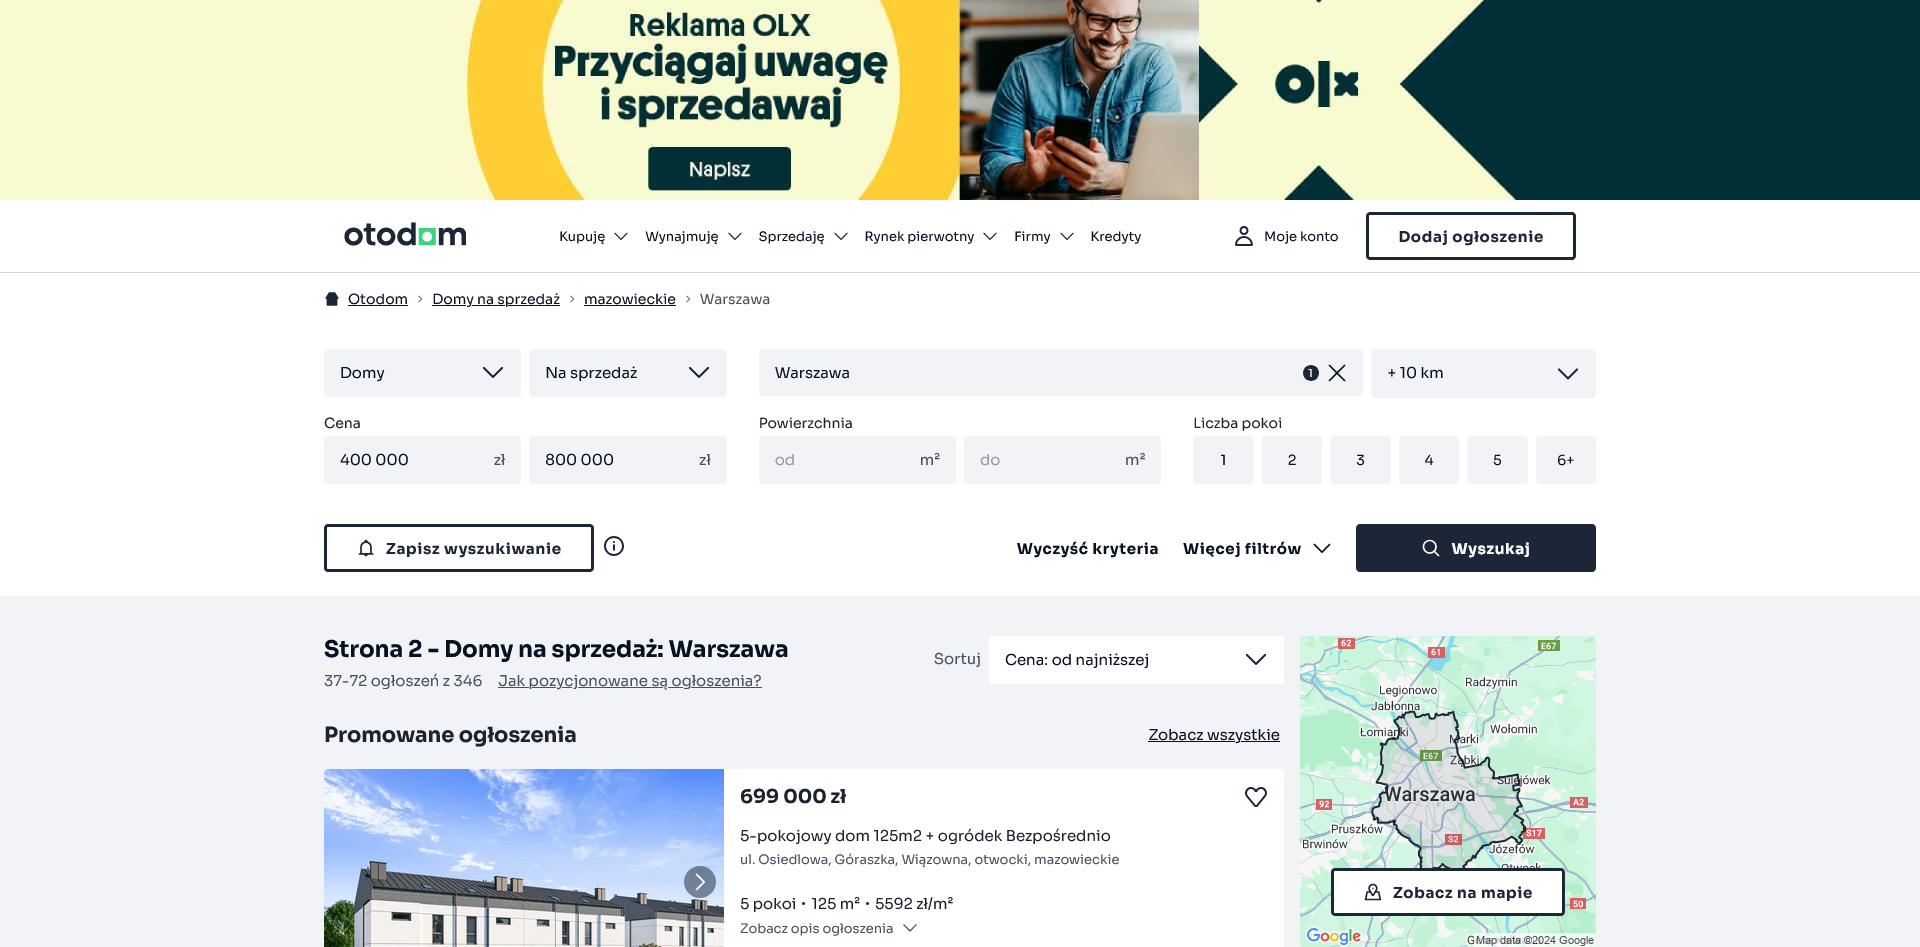 Reklama OLX
Przyciągaj uwagę
i sprzedawaj
Napisz
olx
otodom
Kupuję
Wynajmuję
Sprzedaję
Rynek pierwotny
Firmy
Kredyty
Moje konto
Dodaj ogłoszenie
Otodom
Domy na sprzedaż
mazowieckie
Warszawa
Domy
Na sprzedaż
Warszawa
1
+ 10 km
Cena
Powierzchnia
Liczba pokoi
400 000 zł
800 000 zł
od m²
do m²
1
2
3
4
5
6+
Zapisz wyszukiwanie
Wyczyść kryteria
Więcej filtrów
Wyszukaj
Strona 2 - Domy na sprzedaż: Warszawa
37-72 ogłoszeń z 346
Jak pozycjonowane są ogłoszenia?
Sortuj
Cena: od najniższej
Promowane ogłoszenia
Zobacz wszystkie
699 000 zł
5-pokojowy dom 125m2 + ogródek Bezpośrednio
ul. Osiedlowa, Góraszka, Wiązowna, otwocki, mazowieckie
5 pokoi • 125 m² • 5592 zł/m²
Zobacz opis ogłoszenia
62
61
E67
Radzymin
Legionowo
Jabłonna
Łomianki
Marki
Wołomin
E67
Ząbki
Sulejówek
Warszawa
92
A2
Pruszków
S2
S17
Brwinów
Józefów
Otwock
Zobacz na mapie
50
Google
Map data ©2024 Google